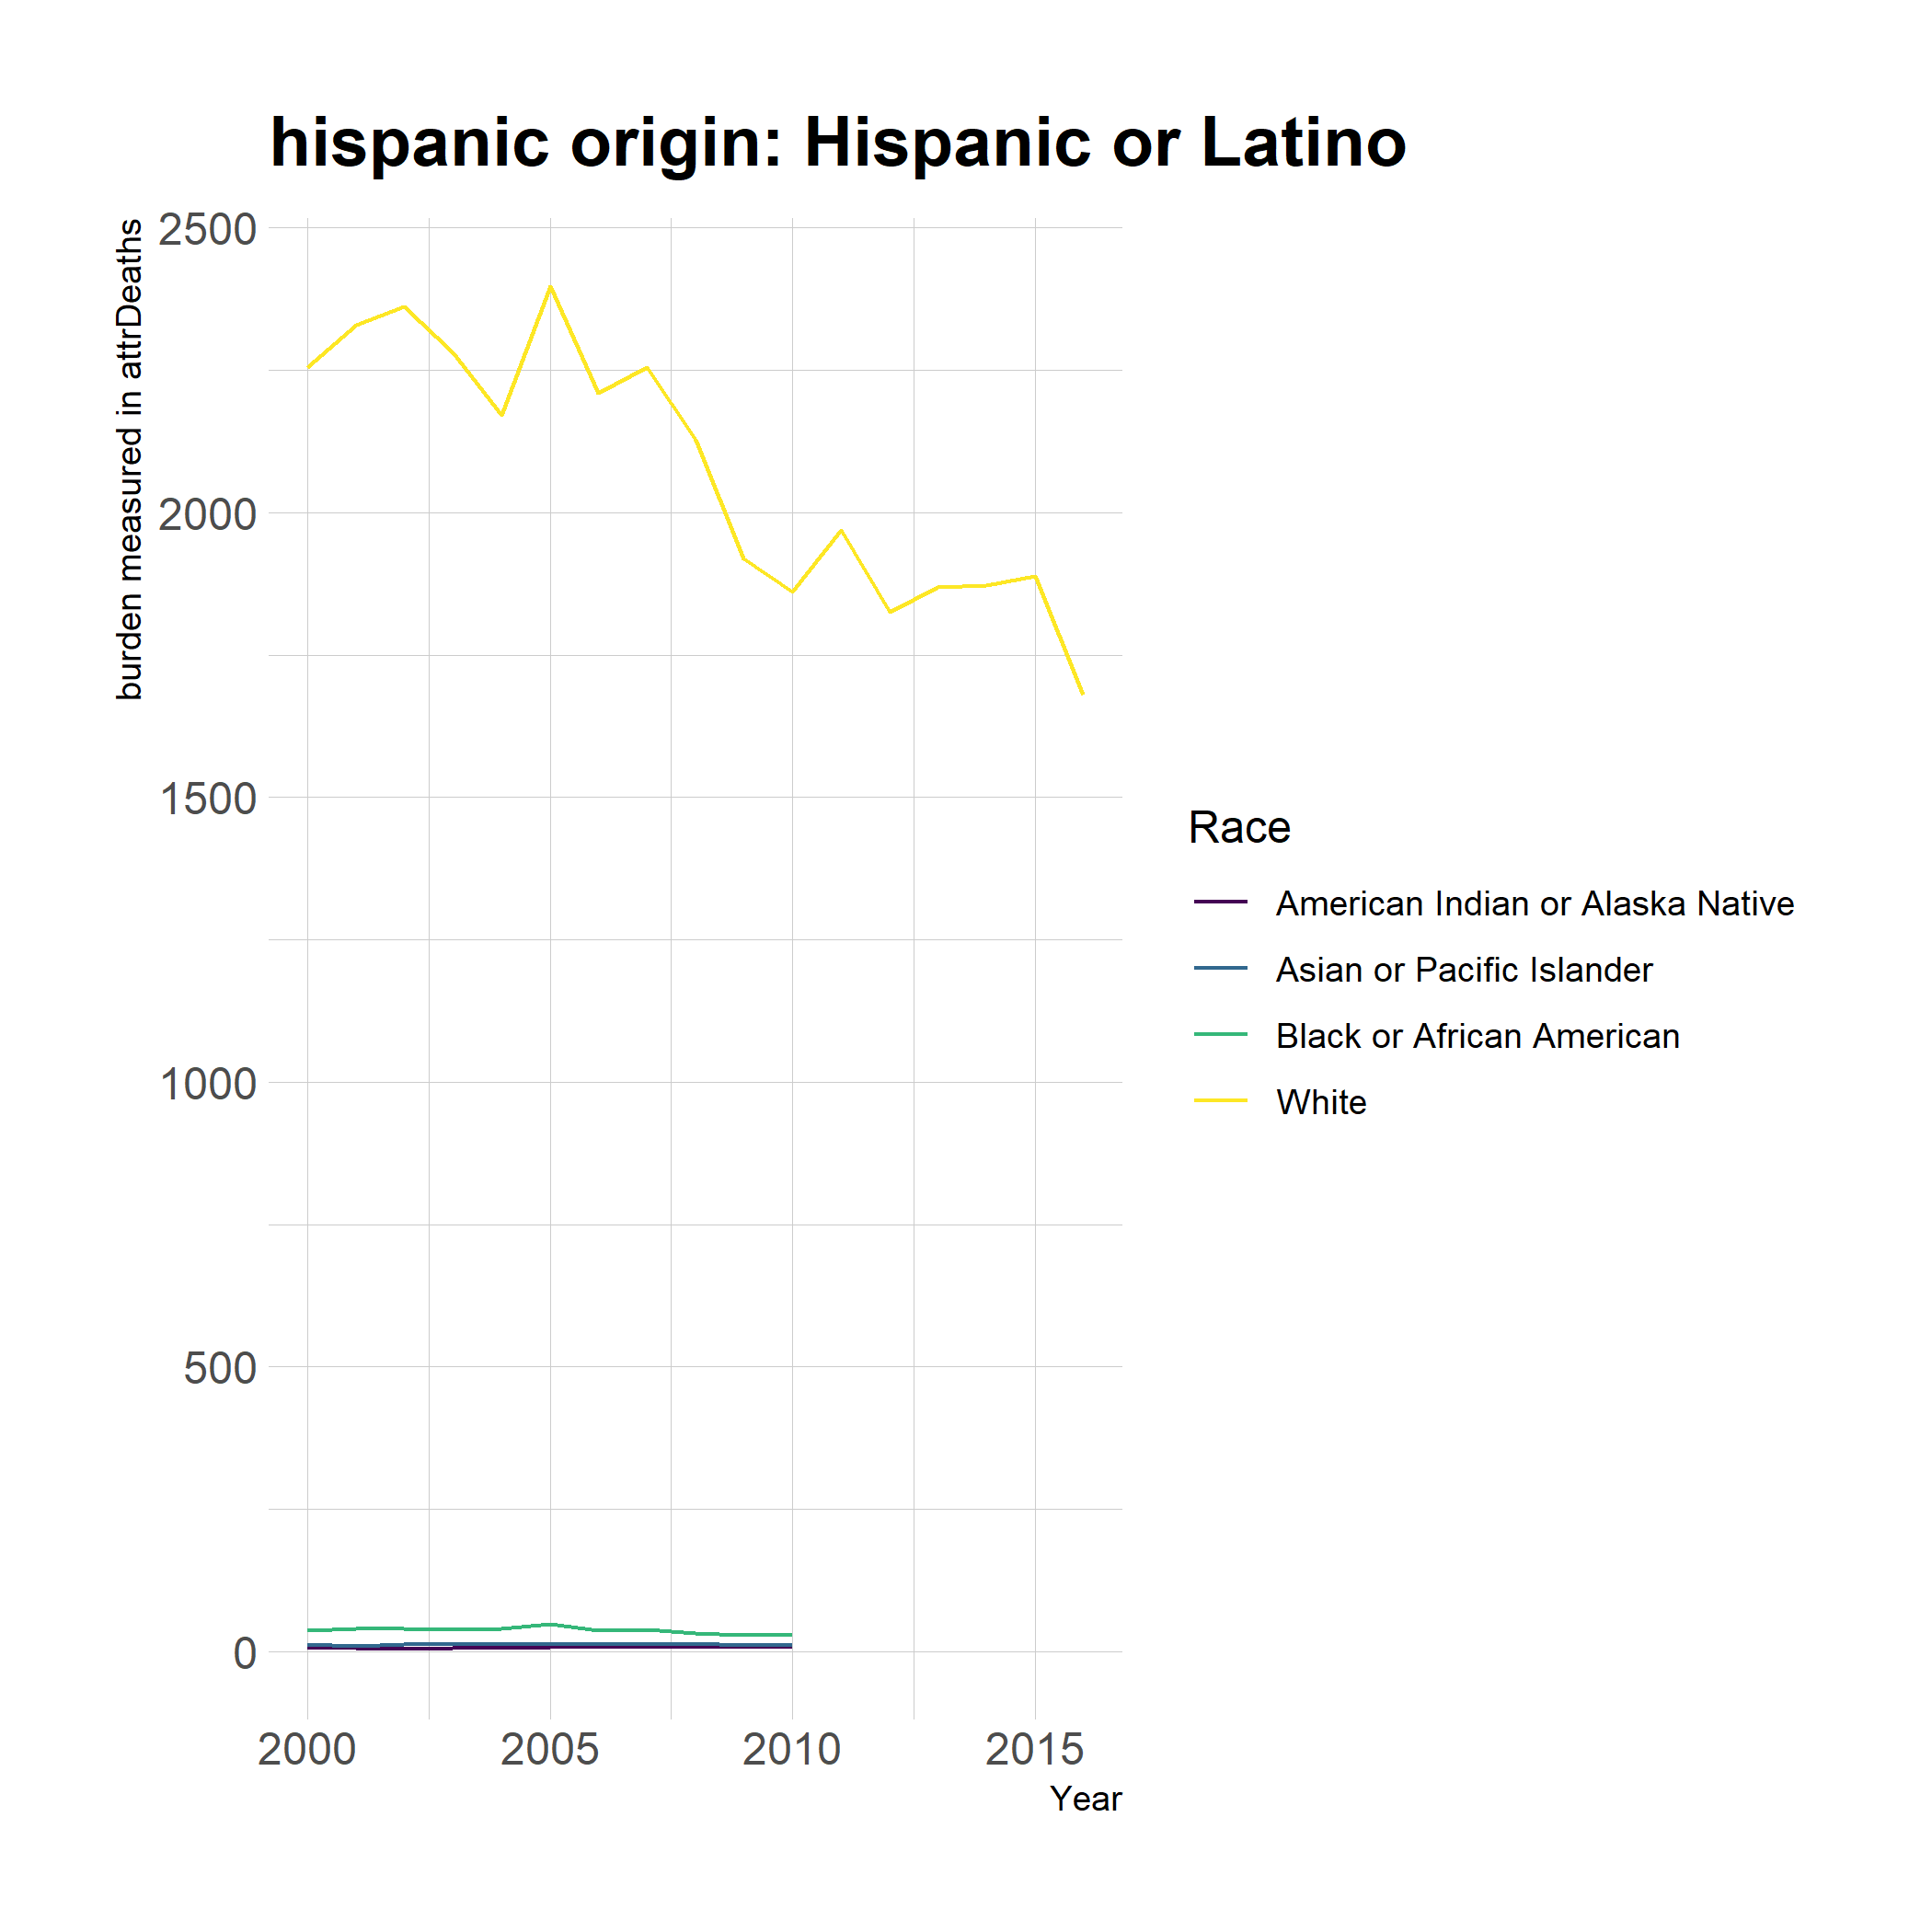 hispanic origin: Hispanic or Latino
burden measured in attrDeaths
2500
2000
1500
1000
500
0
2000 2005 2010 2015
Year
Race
American Indian or Alaska Native
Asian or Pacific Islander
Black or African American
White